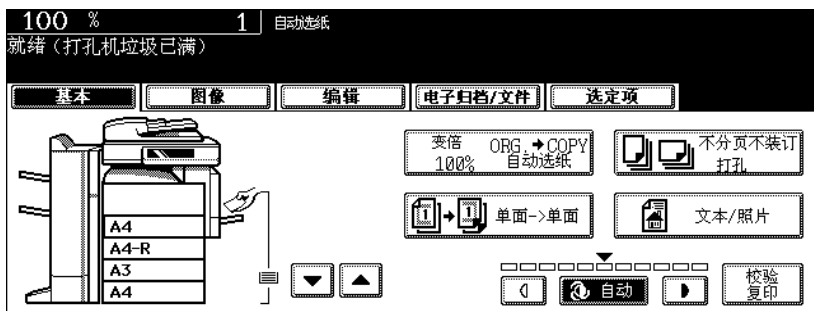 100 % 1 自动选纸
就绪（打孔机垃圾已满）
基本 图像 编辑 电子归档/文件 选定项
变倍 ORG.➔COPY 不分页不装订
100% 自动选纸 打孔
1➔1 单面->单面 文本/照片
A4
A4-R
A3
A4
自动 校验
复印